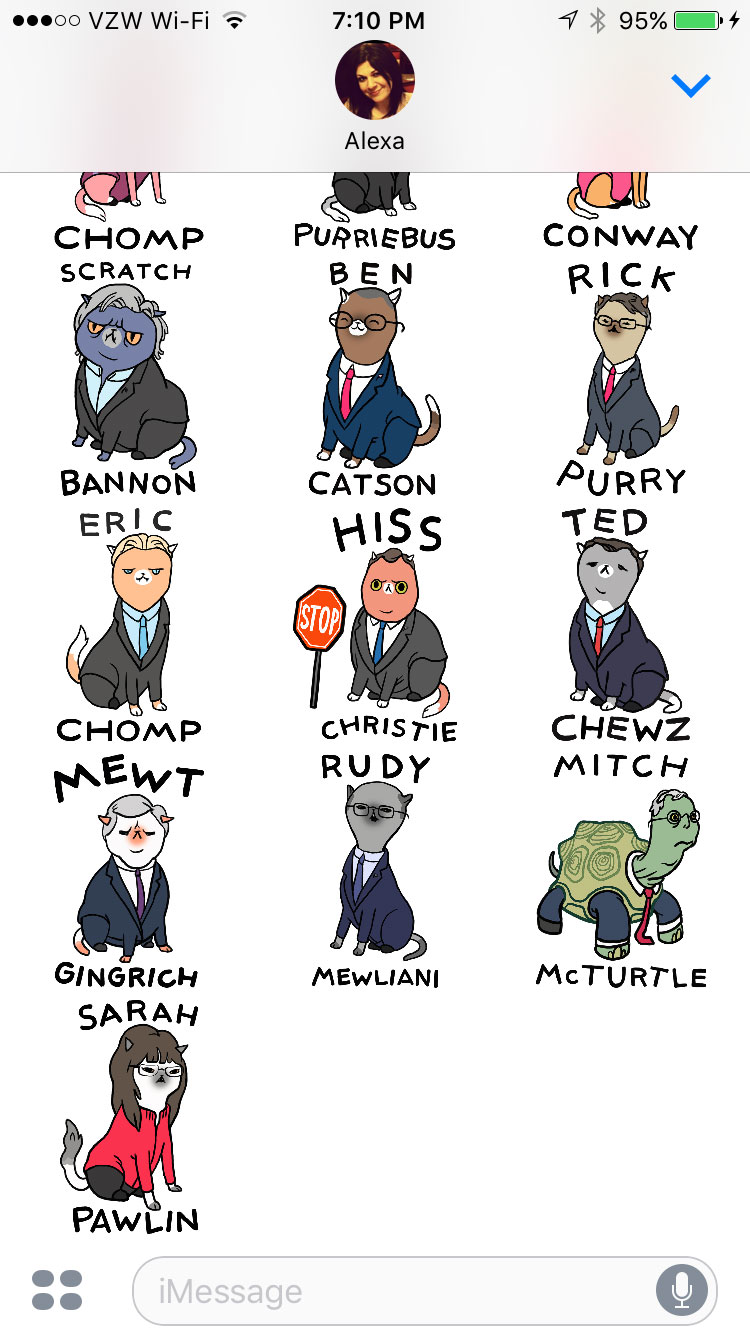 VZW Wi-Fi 7:10 PM 95%
Alexa
CHOMP PURRIEBUS CONWAY
SCRATCH BEN RICK
BANNON CATSON PURRY
ERIC HISS TED
STOP
CHOMP CHRISTIE CHEWZ
MEWT RUDY MITCH
GINGRICH MEWLIANI McTURTLE
SARAH
PAWLIN
iMessage